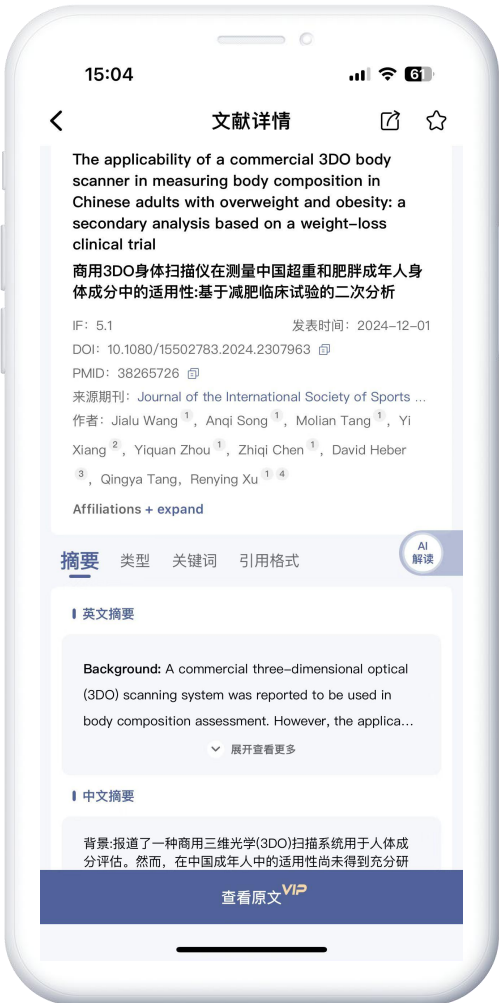 15:04
61
文献详情
The applicability of a commercial 3DO body
scanner in measuring body composition in
Chinese adults with overweight and obesity: a
secondary analysis based on a weight-loss
clinical trial
商用3DO身体扫描仪在测量中国超重和肥胖成年人身
体成分中的适用性:基于减肥临床试验的二次分析
IF: 5.1 发表时间: 2024-12-01
DOI: 10.1080/15502783.2024.2307963
PMID: 38265726
来源期刊: Journal of the International Society of Sports ...
作者: Jialu Wang 1, Anqi Song 1, Molian Tang 1, Yi
Xiang 2, Yiquan Zhou 1, Zhiqi Chen 1, David Heber
3, Qingya Tang, Renying Xu 1 4
Affiliations + expand
摘要 类型 关键词 引用格式
AI
解读
英文摘要
Background: A commercial three-dimensional optical
(3DO) scanning system was reported to be used in
body composition assessment. However, the applica...
展开查看更多
中文摘要
背景:报道了一种商用三维光学(3DO)扫描系统用于人体成
分评估。然而，在中国成年人中的适用性尚未得到充分研
查看原文VIP